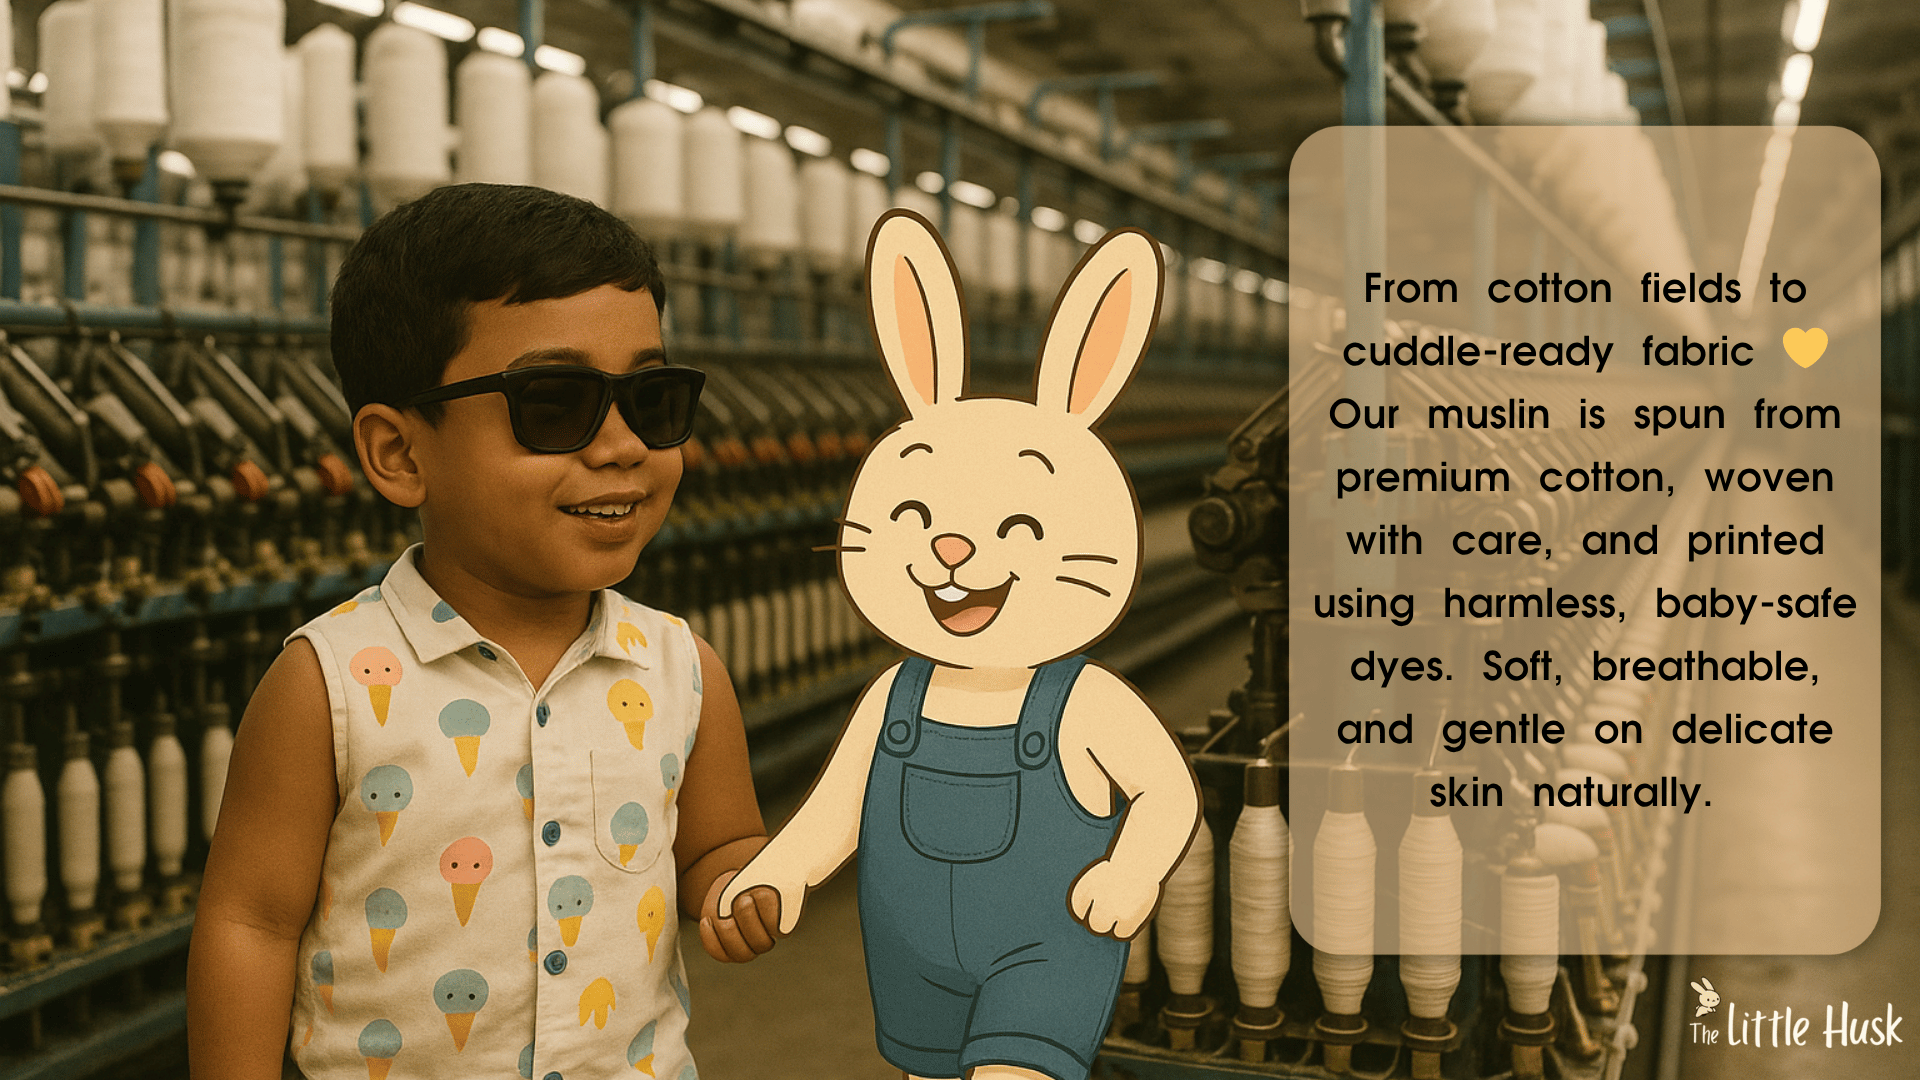 From cotton fields to
cuddle-ready fabric 💛
Our muslin is spun from
premium cotton, woven
with care, and printed
using harmless, baby-safe
dyes. Soft, breathable,
and gentle on delicate
skin naturally.
The Little Husk